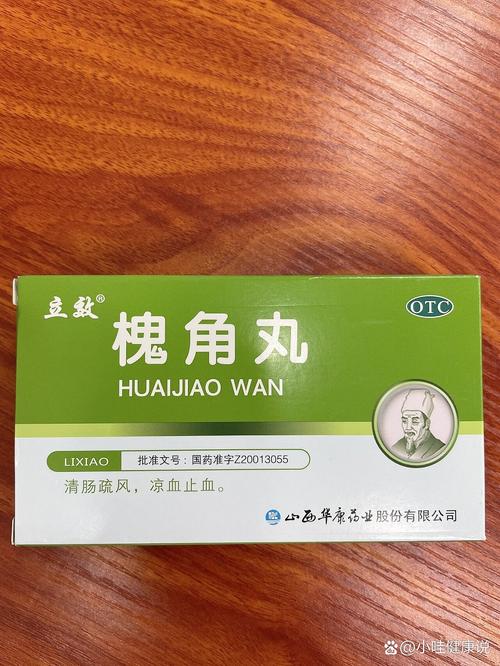 立效®
OTC
槐角丸
HUAIJIAO WAN
LIXIAO
批准文号：国药准字Z20013055
清肠疏风，凉血止血。
山西华康药业股份有限公司
@小哇健康说